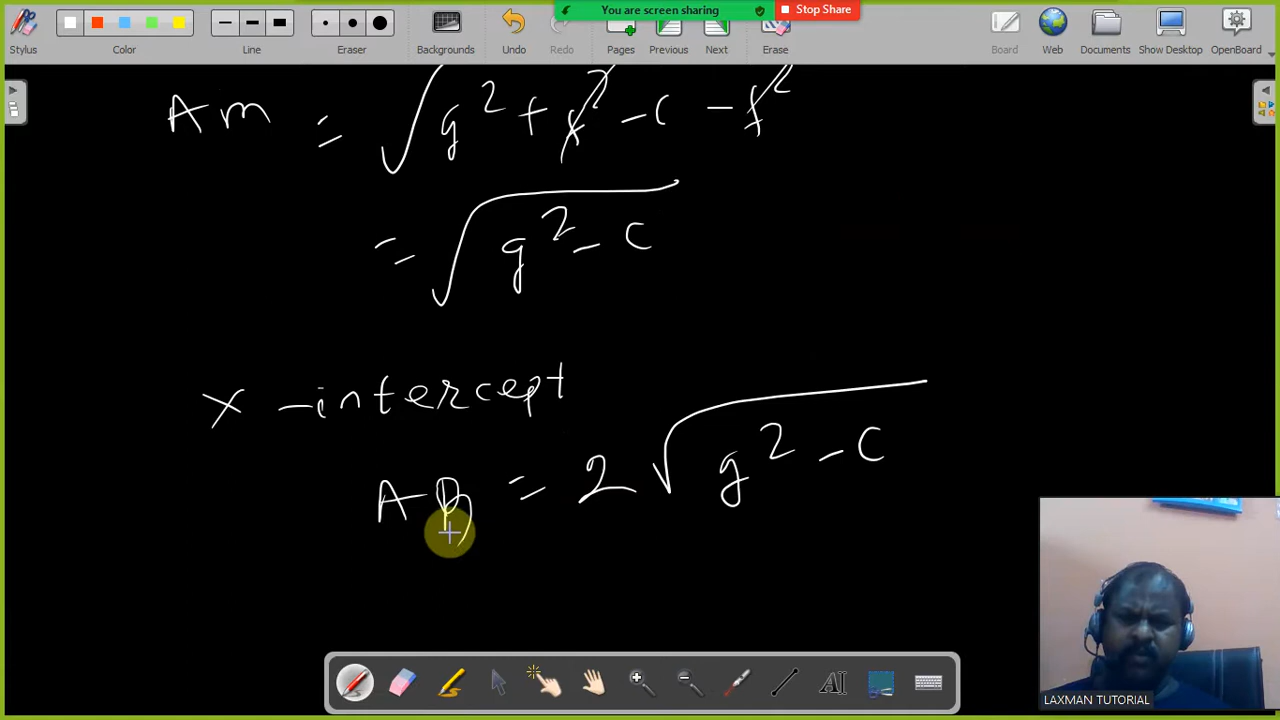 You are screen sharing Stop Share
Stylus Color Line Eraser Backgrounds Undo Redo Pages Previous Next Erase Board Web Documents Show Desktop OpenBoard
Am = √g²+f²-c-f²
= √g²-c
X-intercept
AB = 2√g²-c
LAXMAN TUTORIAL